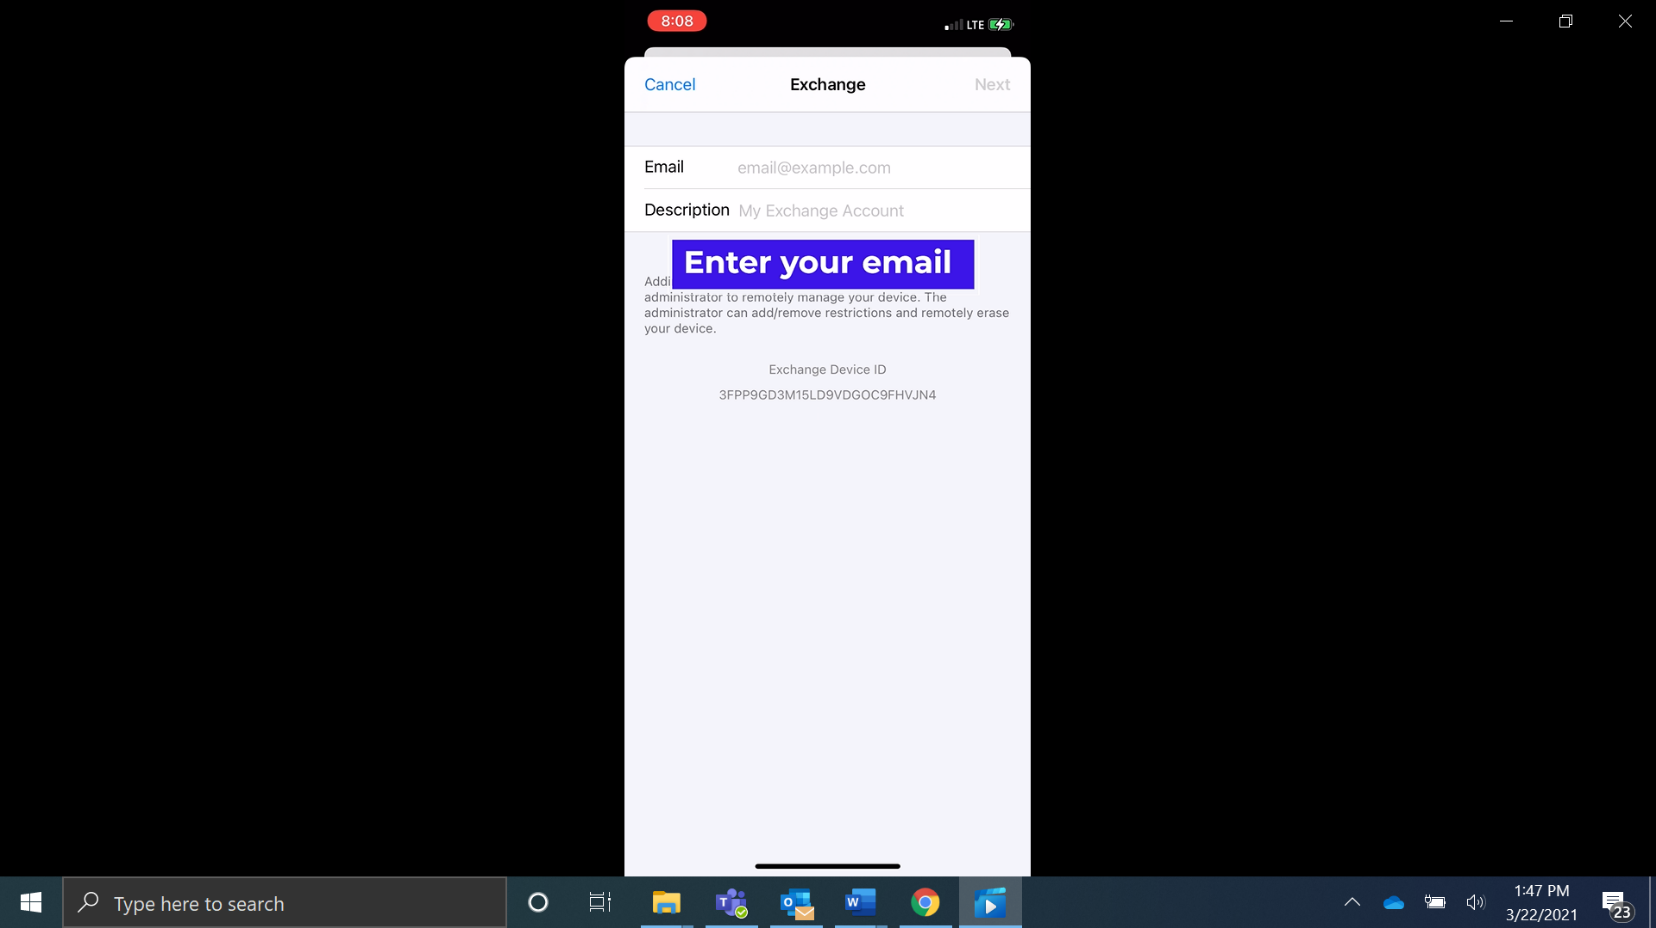 8:08
LTE
Cancel
Exchange
Next
Email
email@example.com
Description
My Exchange Account
Enter your email
Addi
administrator to remotely manage your device. The
administrator can add/remove restrictions and remotely erase
your device.
Exchange Device ID
3FPP9GD3M15LD9VDGOC9FHVJN4
Type here to search
1:47 PM
3/22/2021
23